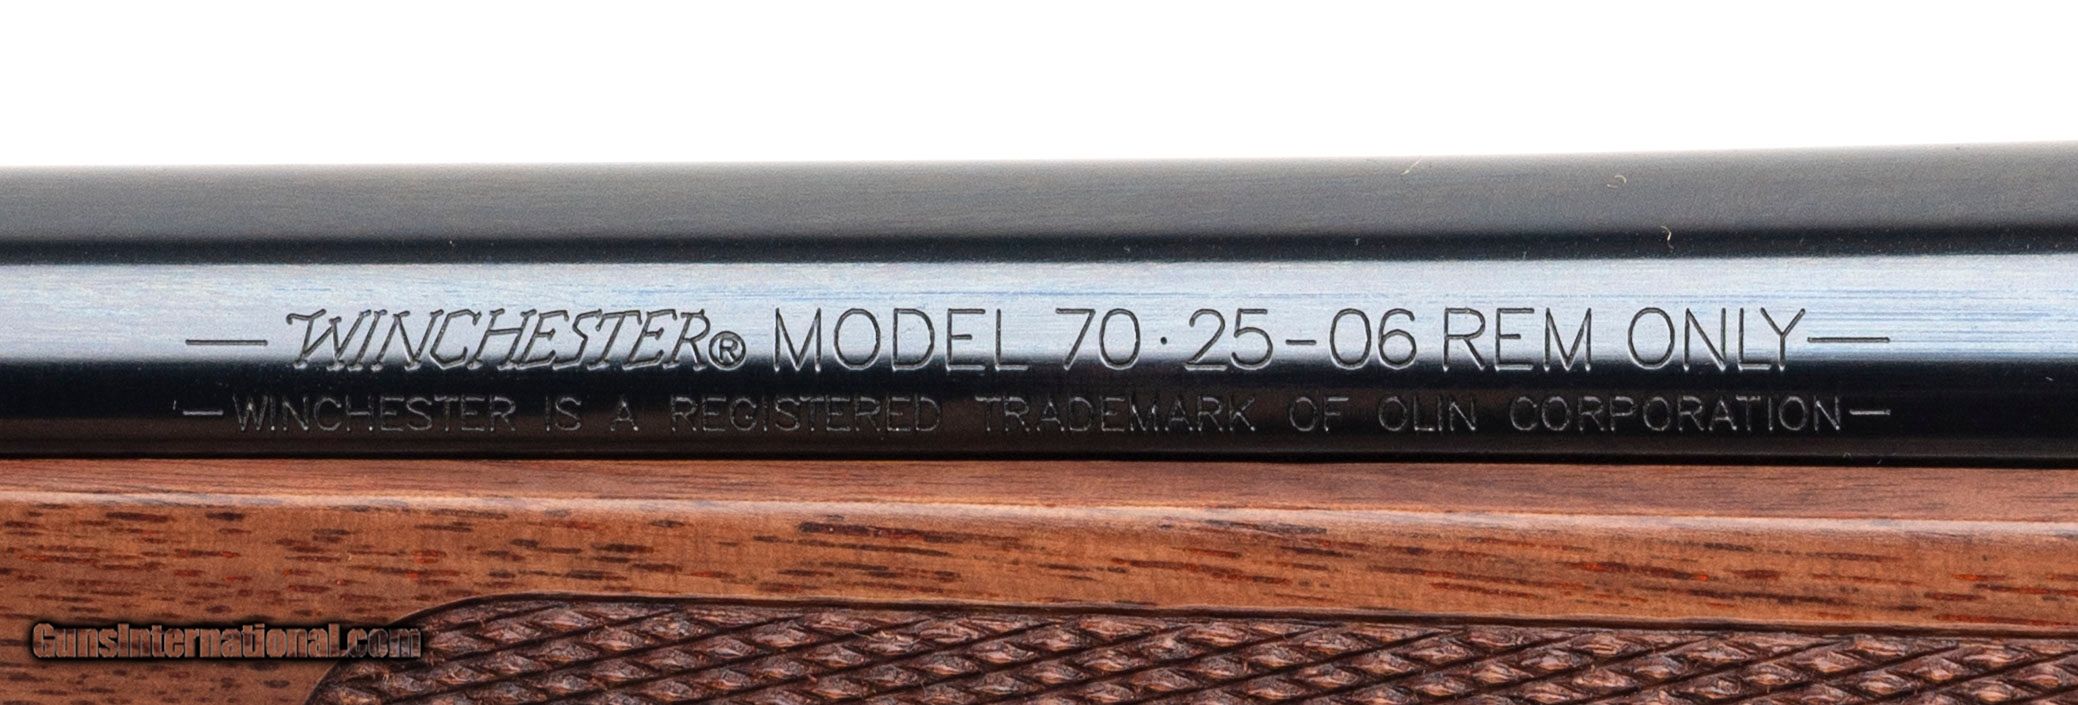 —WINCHESTER® MODEL 70·25-06 REM ONLY—
—WINCHESTER IS A REGISTERED TRADEMARK OF OLIN CORPORATION—
GunsInternational.com